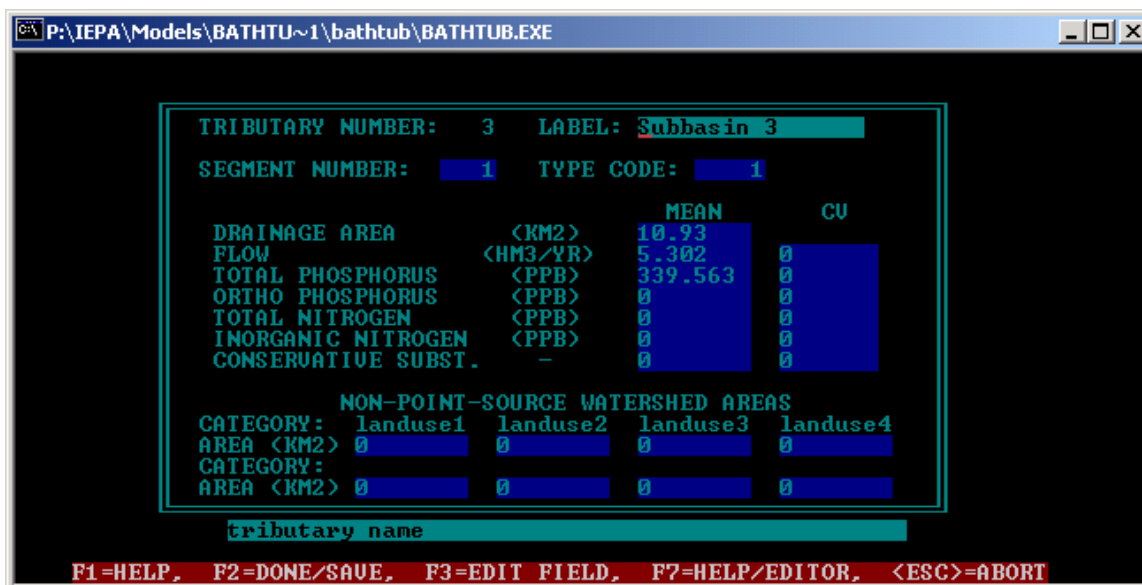 P:\IEPA\Models\BATHTU~1\bathtub\BATHTUB.EXE
TRIBUTARY NUMBER: 3 LABEL: Subbasin 3
SEGMENT NUMBER: 1 TYPE CODE: 1
MEAN CV
DRAINAGE AREA (KM2) 10.93
FLOW (HM3/YR) 5.302 0
TOTAL PHOSPHORUS (PPB) 339.563 0
ORTHO PHOSPHORUS (PPB) 0 0
TOTAL NITROGEN (PPB) 0 0
INORGANIC NITROGEN (PPB) 0 0
CONSERVATIVE SUBST. - 0 0
NON-POINT-SOURCE WATERSHED AREAS
CATEGORY: landuse1 landuse2 landuse3 landuse4
AREA (KM2) 0 0 0 0
CATEGORY:
AREA (KM2) 0 0 0 0
tributary name
F1=HELP, F2=DONE/SAVE, F3=EDIT FIELD, F7=HELP/EDITOR, <ESC>=ABORT